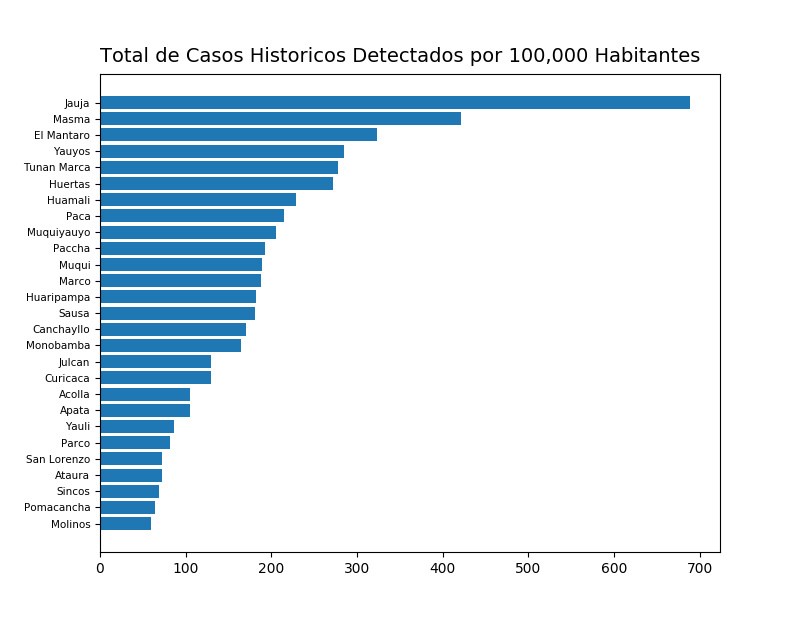 Total de Casos Historicos Detectados por 100,000 Habitantes
Jauja
Masma
El Mantaro
Yauyos
Tunan Marca
Huertas
Huamali
Paca
Muquiyauyo
Paccha
Muqui
Marco
Huaripampa
Sausa
Canchayllo
Monobamba
Julcan
Curicaca
Acolla
Apata
Yauli
Parco
San Lorenzo
Ataura
Sincos
Pomacancha
Molinos
0 100 200 300 400 500 600 700